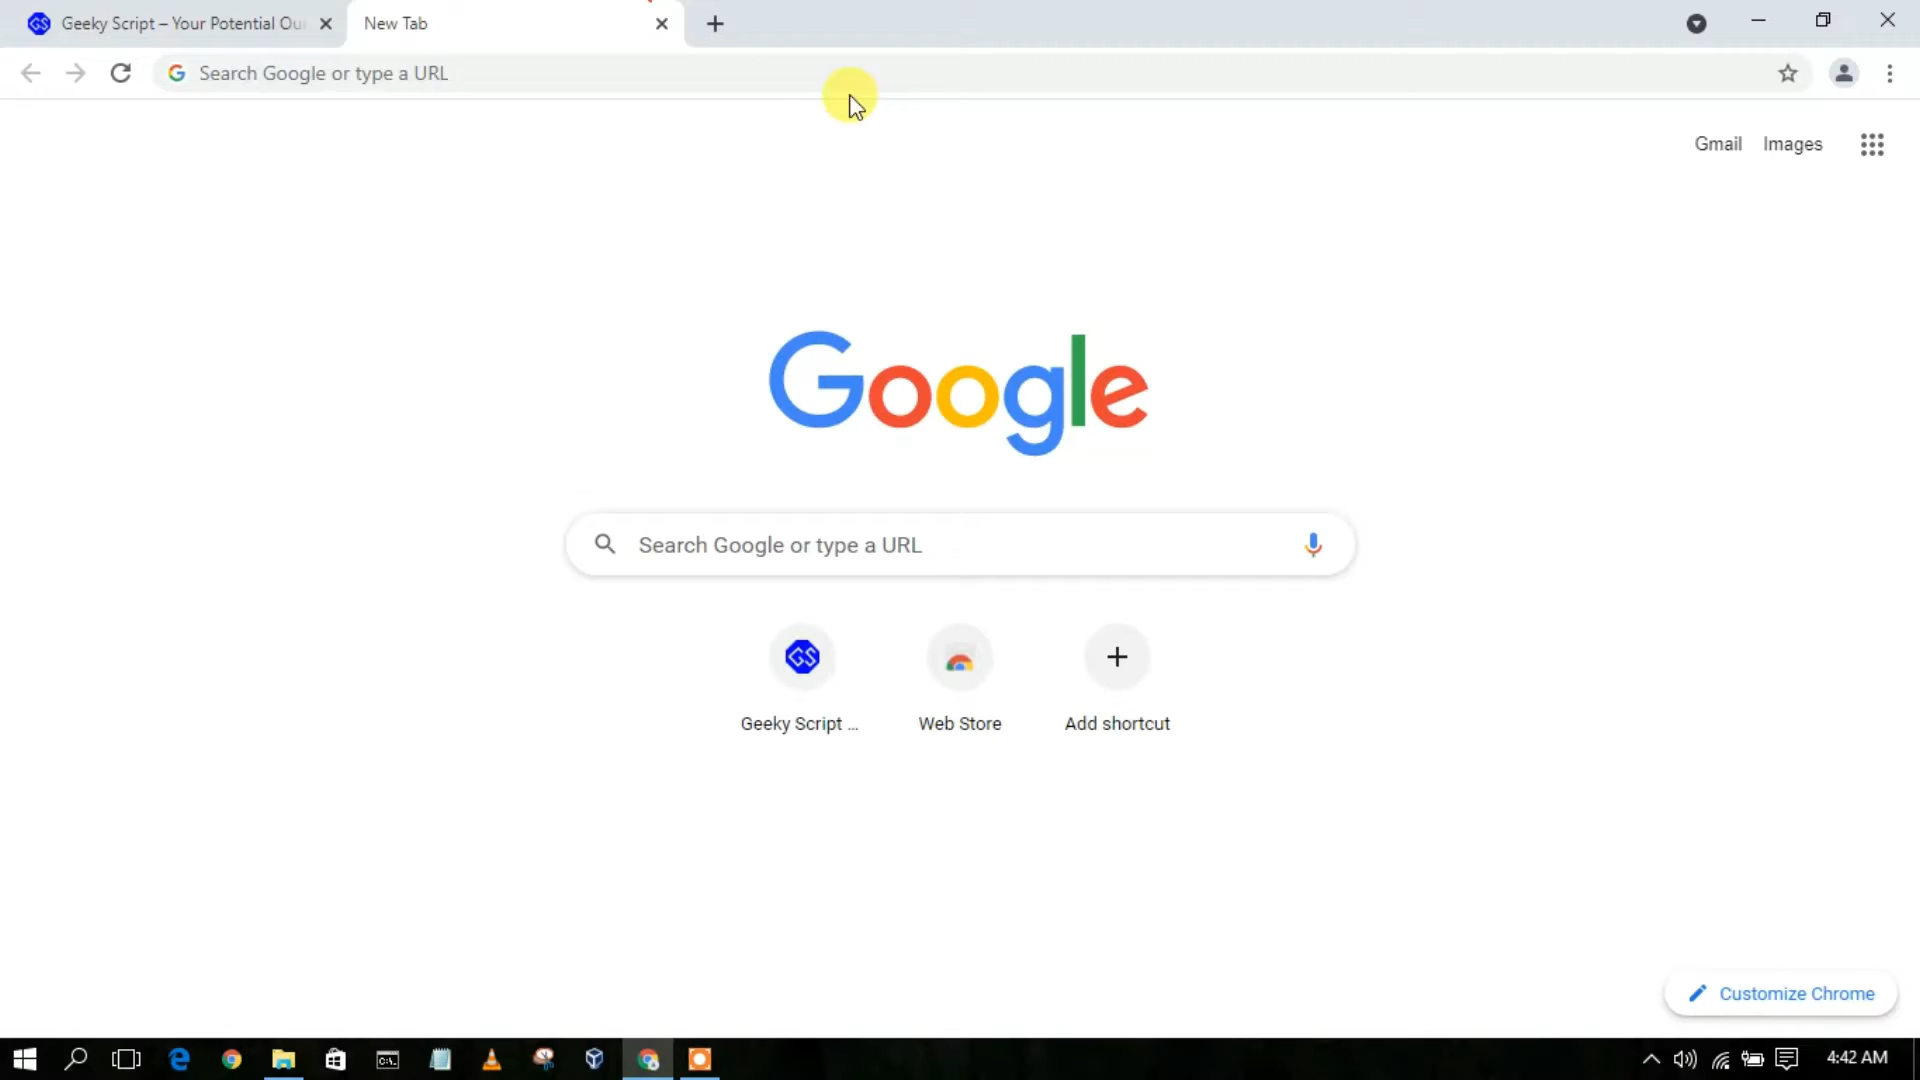 Geeky Script – Your Potential Ou
New Tab
Search Google or type a URL
Gmail Images
Google
Search Google or type a URL
Geeky Script ...
Web Store
Add shortcut
Customize Chrome
4:42 AM